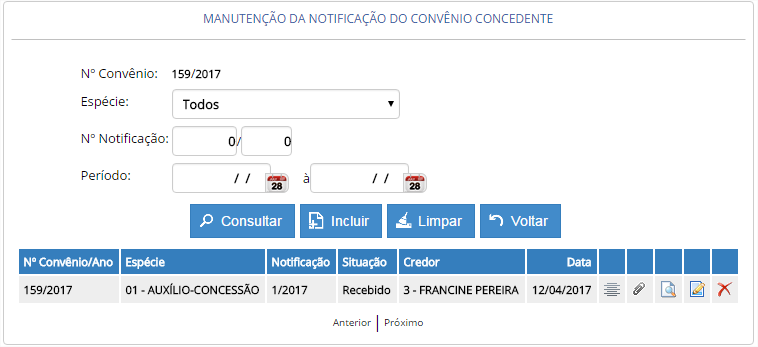 MANUTENÇÃO DA NOTIFICAÇÃO DO CONVÊNIO CONCEDENTE
Nº Convênio: 159/2017
Espécie: Todos
Nº Notificação: 0 / 0
Período: / / 28 à / / 28
Consultar Incluir Limpar Voltar
Nº Convênio/Ano Espécie Notificação Situação Credor Data
159/2017 01 - AUXÍLIO-CONCESSÃO 1/2017 Recebido 3 - FRANCINE PEREIRA 12/04/2017
Anterior Próximo